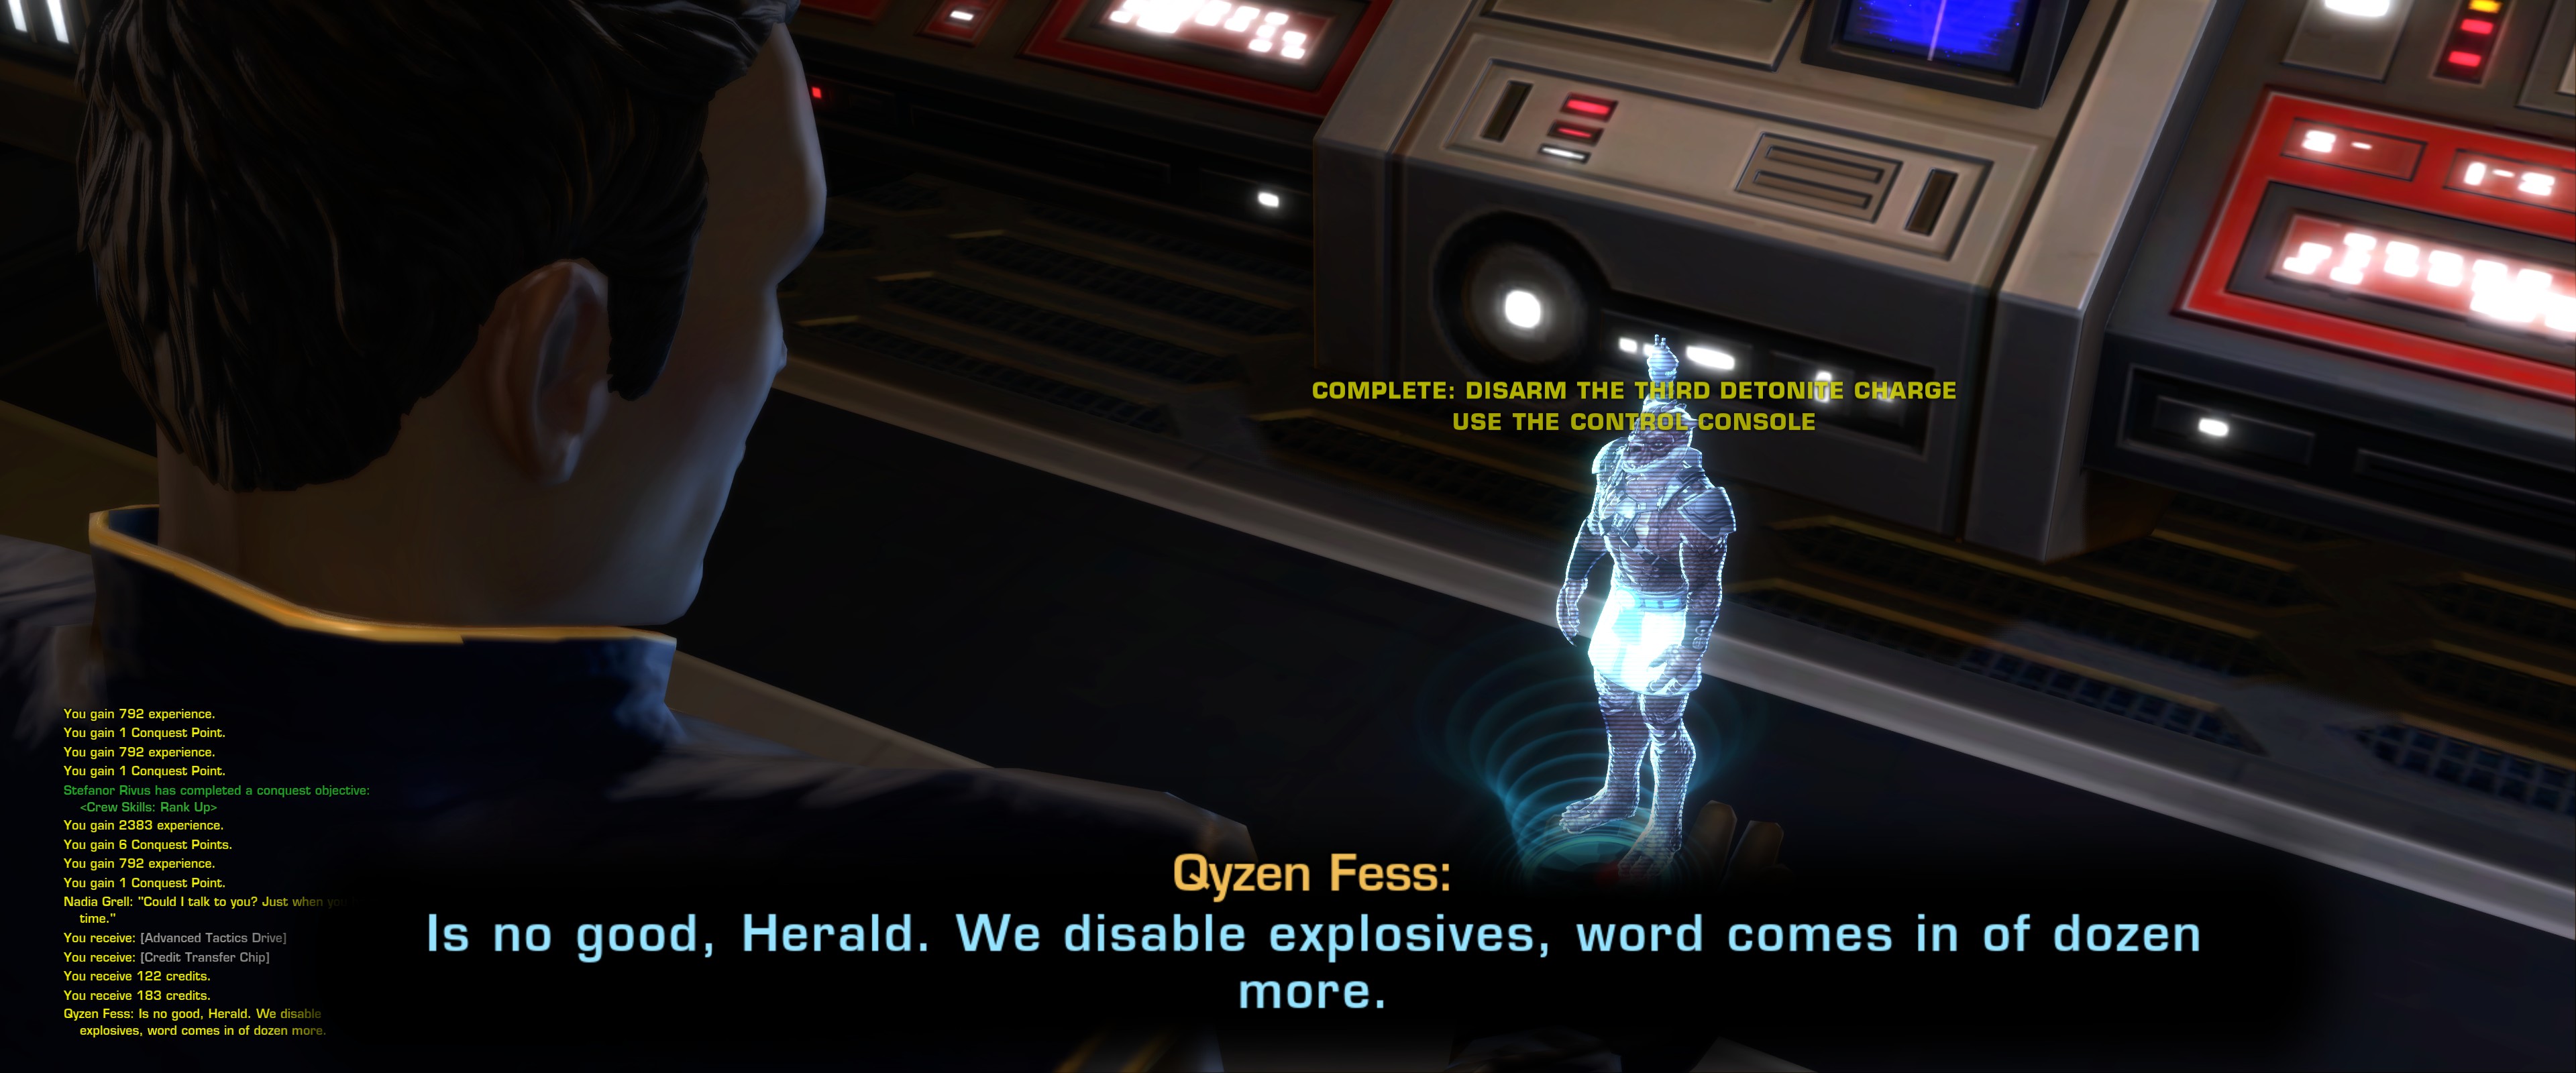 COMPLETE: DISARM THE THIRD DETONITE CHARGE
USE THE CONTROL CONSOLE
You gain 792 experience.
You gain 1 Conquest Point.
You gain 792 experience.
You gain 1 Conquest Point.
Stefanor Rivus has completed a conquest objective:
<Crew Skills: Rank Up>
You gain 2383 experience.
You gain 6 Conquest Points.
You gain 792 experience.
You gain 1 Conquest Point.
Nadia Grell: "Could I talk to you? Just when you
time."
You receive: [Advanced Tactics Drive]
You receive: [Credit Transfer Chip]
You receive 122 credits.
You receive 183 credits.
Qyzen Fess: Is no good, Herald. We disable
explosives, word comes in of dozen more.
Qyzen Fess:
Is no good, Herald. We disable explosives, word comes in of dozen
more.